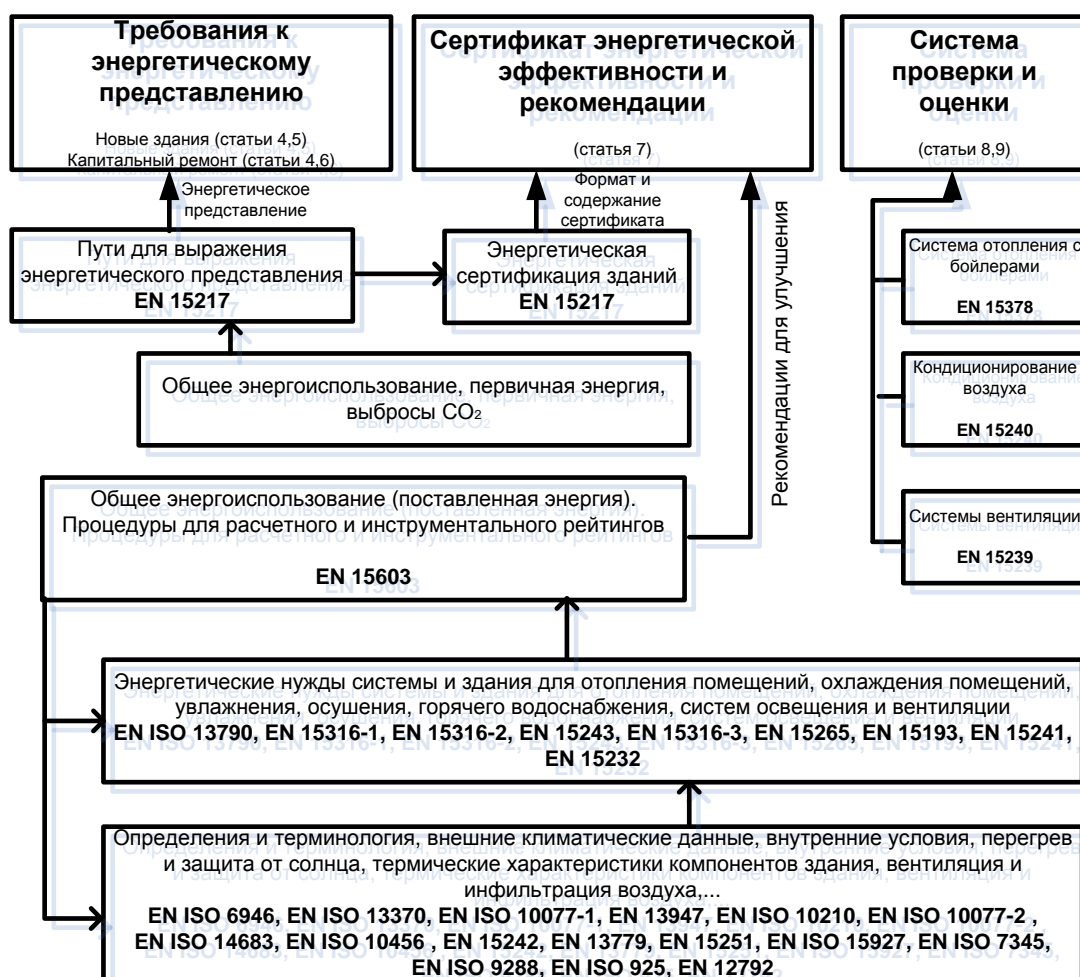 Требования к
энергетическому
представлению
Новые здания (статьи 4,5)
Капитальный ремонт (статьи 4,6)
Сертификат энергетической
эффективности и
рекомендации
(статья 7)
Система
проверки и
оценки
(статьи 8,9)
Энергетическое
представление
Формат и
содержание
сертификата
Рекомендации для улучшения
Пути для выражения
энергетического представления
EN 15217
Энергетическая
сертификация зданий
EN 15217
Система отопления с
бойлерами
EN 15378
Общее энергоиспользование, первичная энергия,
выбросы CO₂
Кондиционирование
воздуха
EN 15240
Общее энергоиспользование (поставленная энергия).
Процедуры для расчетного и инструментального рейтингов
EN 15603
Системы вентиляции
EN 15239
Энергетические нужды системы и здания для отопления помещений, охлаждения помещений,
увлажнения, осушения, горячего водоснабжения, систем освещения и вентиляции
EN ISO 13790, EN 15316-1, EN 15316-2, EN 15243, EN 15316-3, EN 15265, EN 15193, EN 15241,
EN 15232
Определения и терминология, внешние климатические данные, внутренние условия, перегрев
и защита от солнца, термические характеристики компонентов здания, вентиляция и
инфильтрация воздуха,...
EN ISO 6946, EN ISO 13370, EN ISO 10077-1, EN 13947, EN ISO 10210, EN ISO 10077-2 ,
EN ISO 14683, EN ISO 10456 , EN 15242, EN 13779, EN 15251, EN ISO 15927, EN ISO 7345,
EN ISO 9288, EN ISO 925, EN 12792